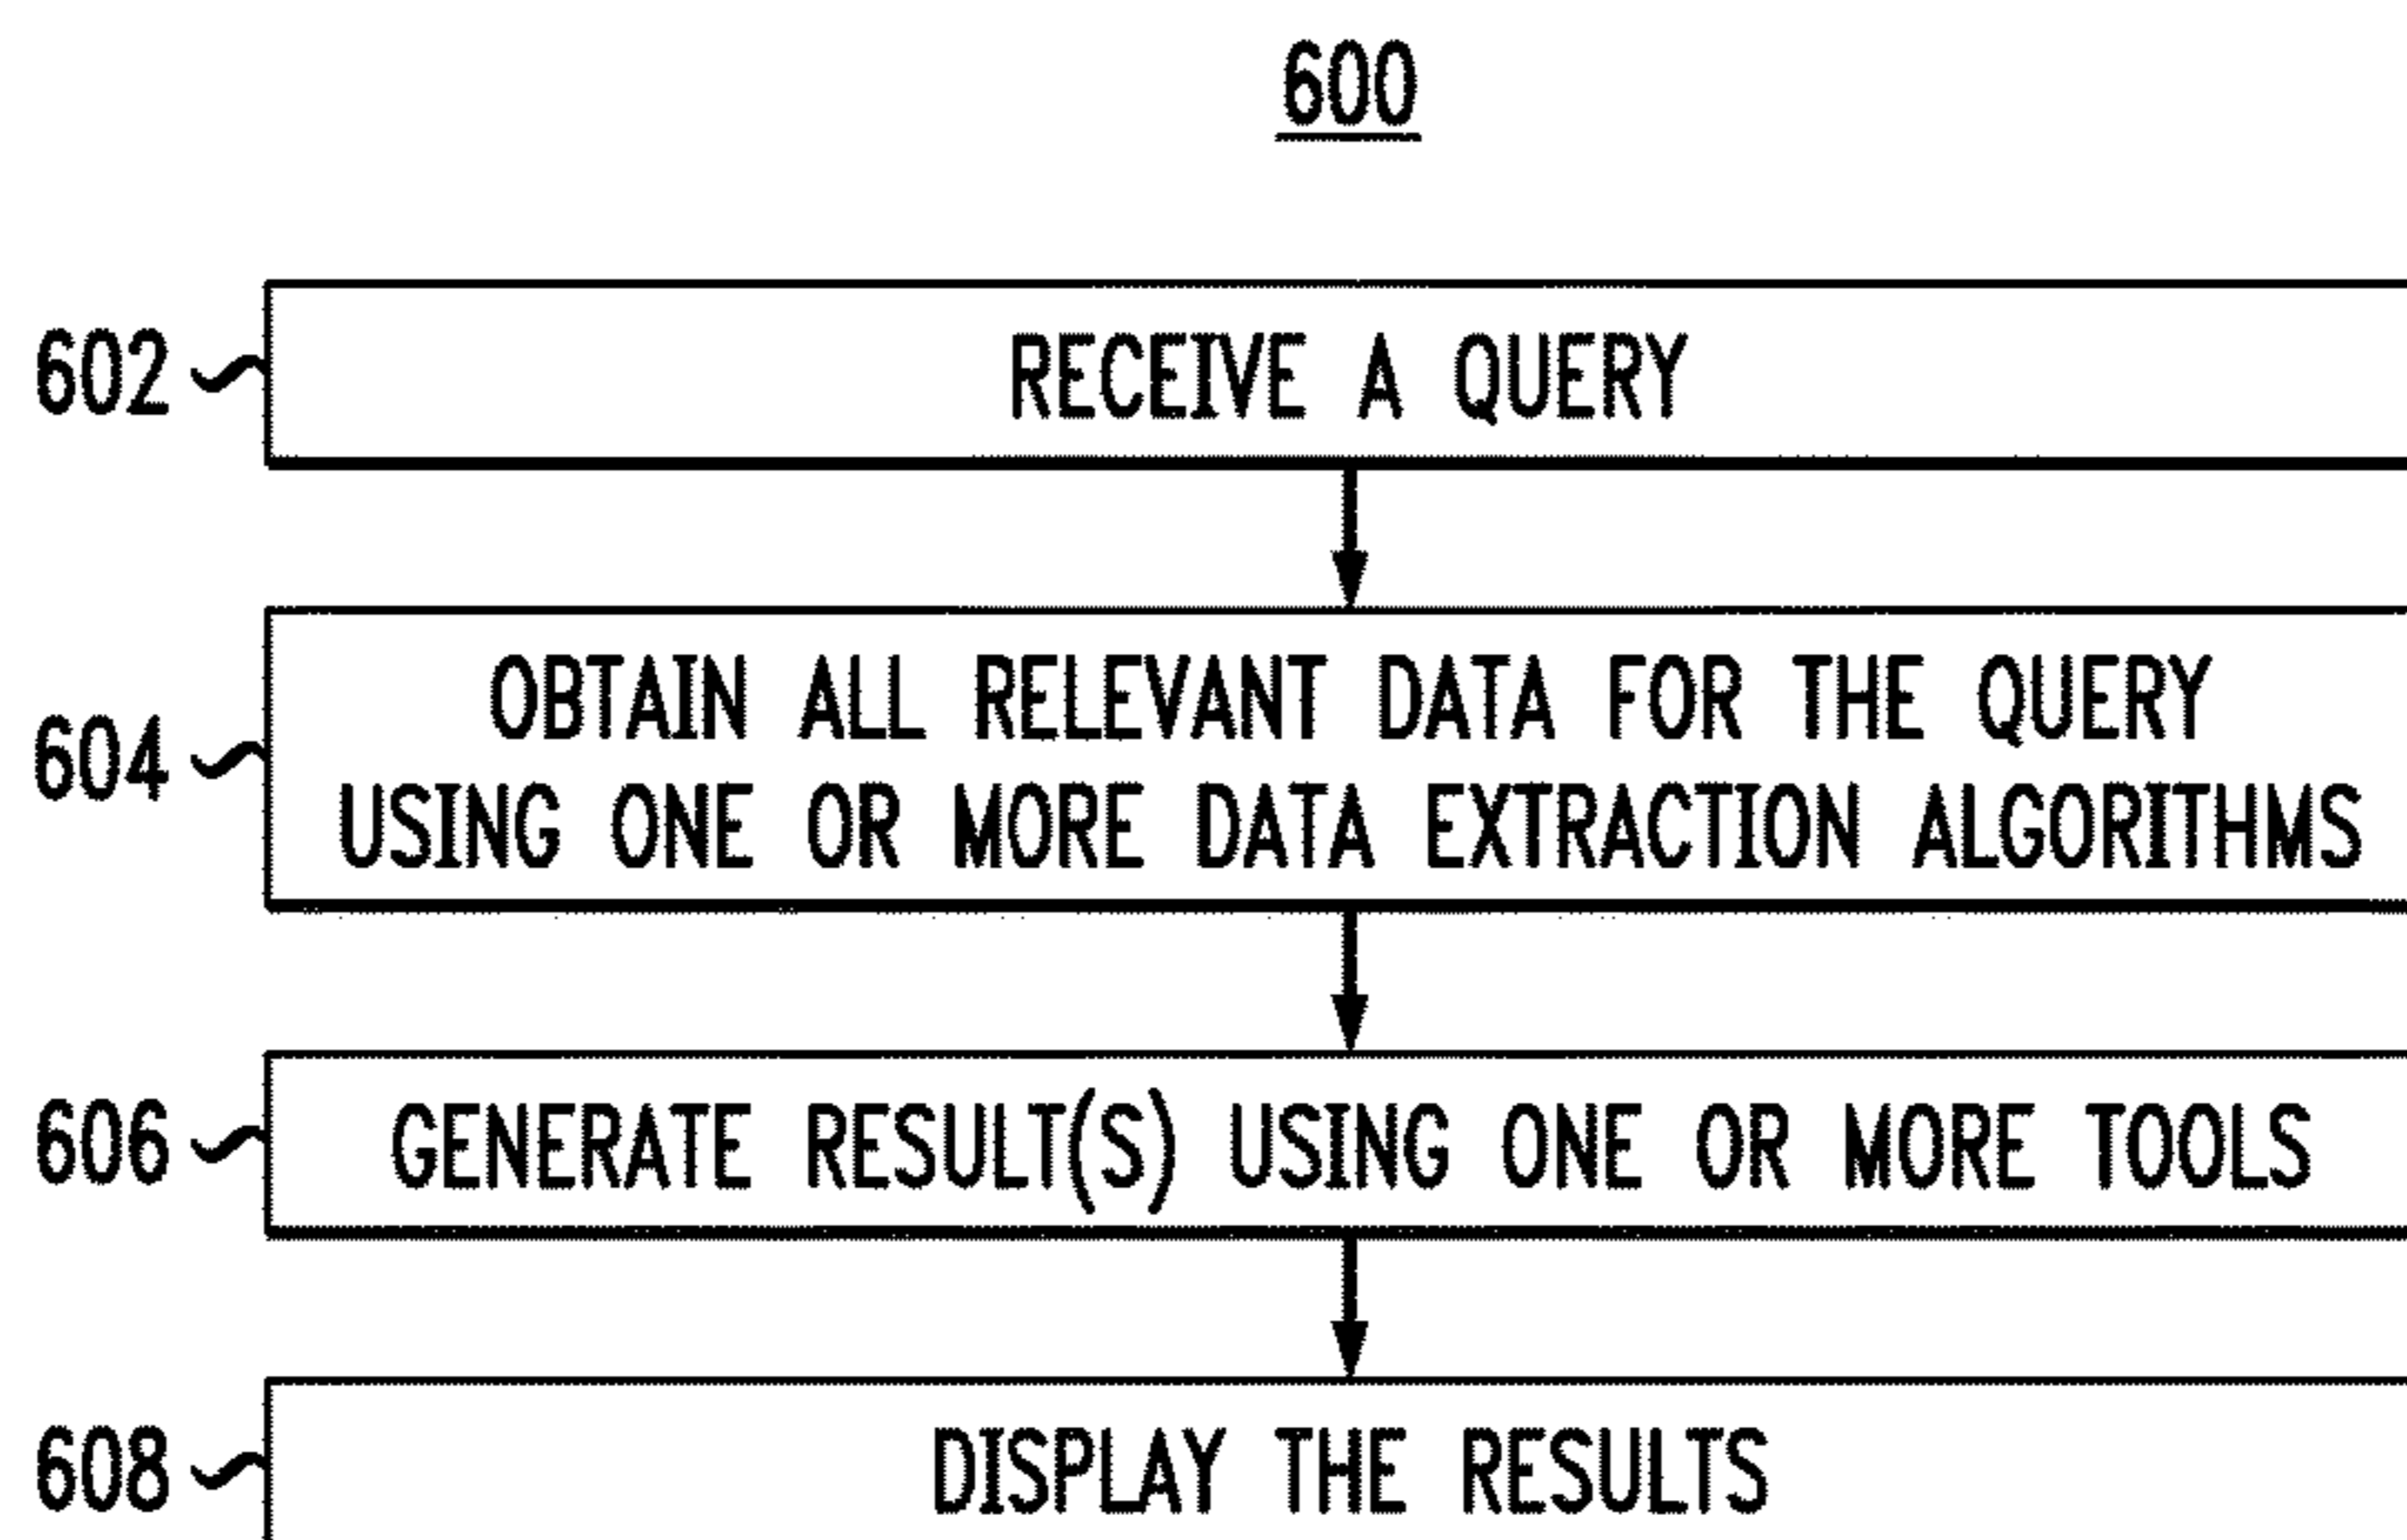 600
602
RECEIVE A QUERY
604
OBTAIN ALL RELEVANT DATA FOR THE QUERY
USING ONE OR MORE DATA EXTRACTION ALGORITHMS
606
GENERATE RESULT(S) USING ONE OR MORE TOOLS
608
DISPLAY THE RESULTS